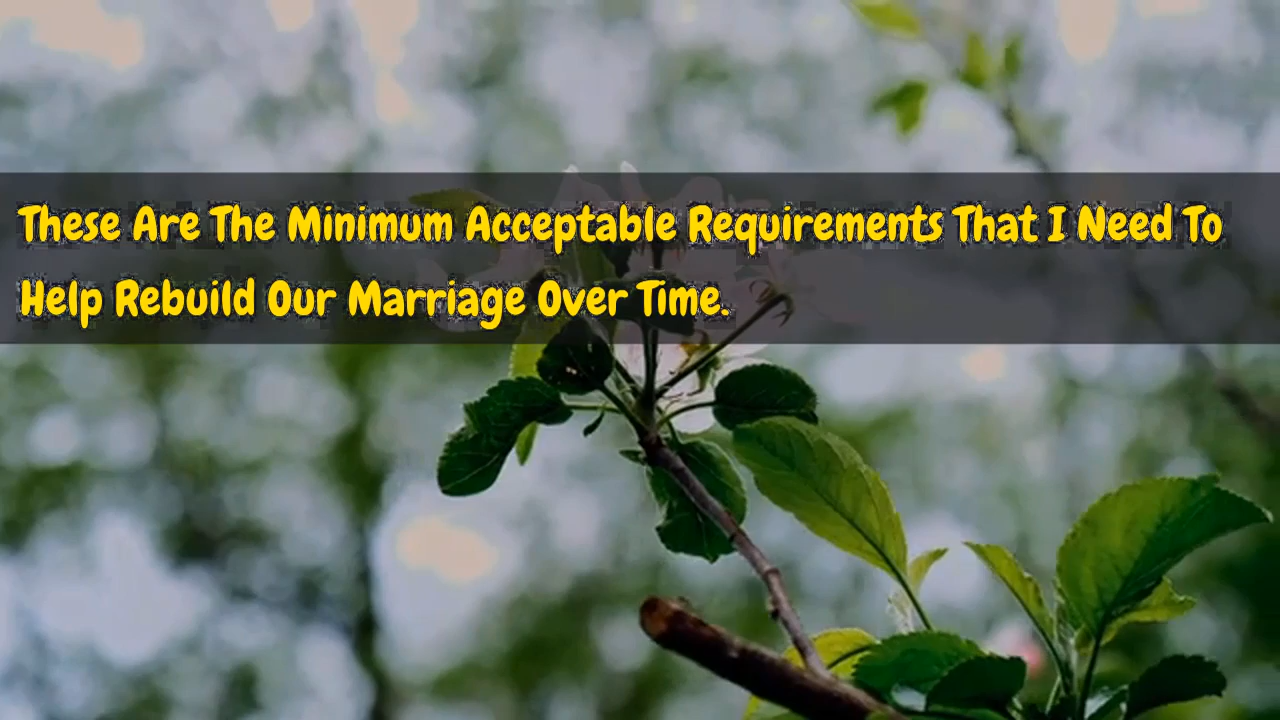 These Are The Minimum Acceptable Requirements That I Need To
Help Rebuild Our Marriage Over Time.